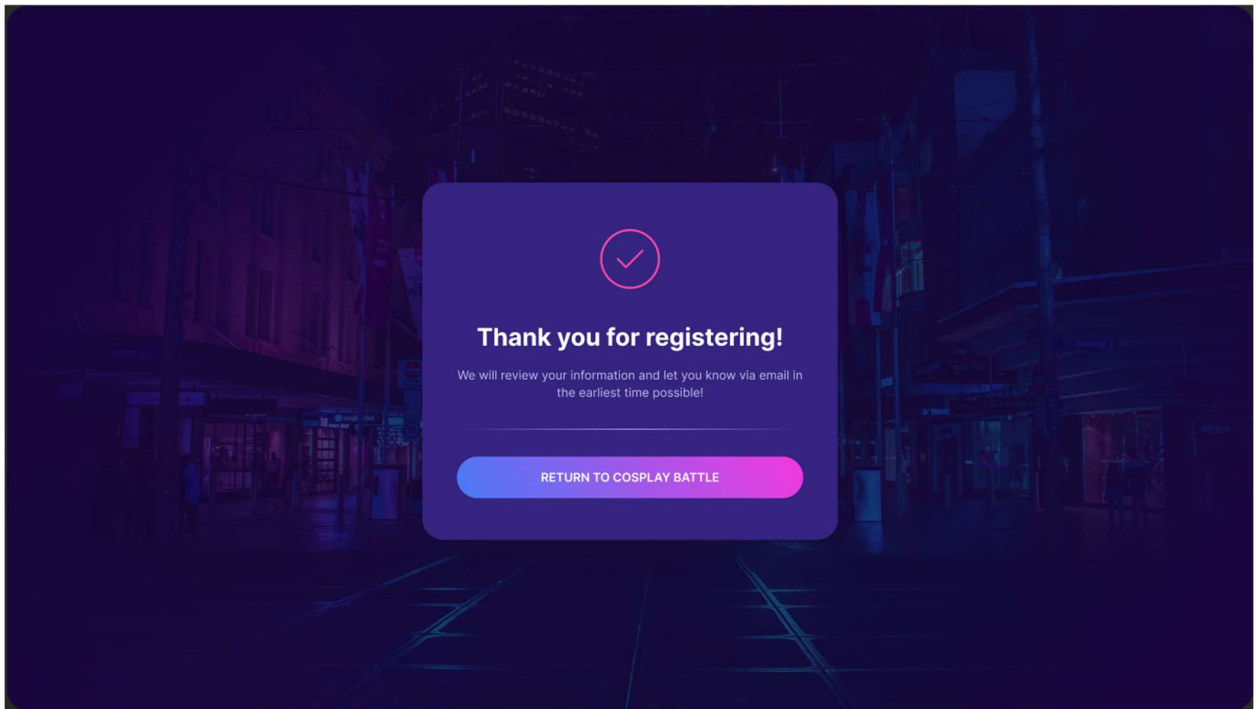 Thank you for registering!
We will review your information and let you know via email in
the earliest time possible!
RETURN TO COSPLAY BATTLE